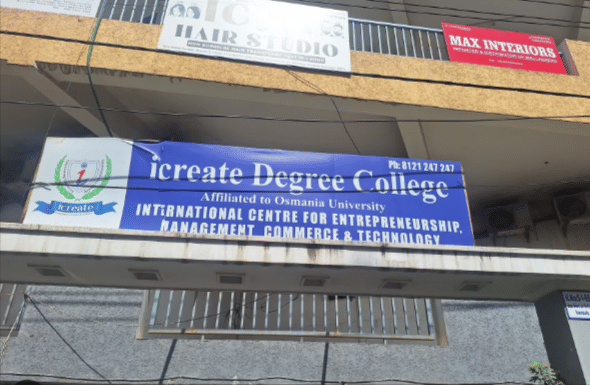 HAIR STUDIO
MAX INTERIORS
icreate
icreate Degree College
Ph: 8121 247 247
Affiliated to Osmania University
INTERNATIONAL CENTRE FOR ENTREPRENEURSHIP,
MANAGEMENT COMMERCE & TECHNOLOGY